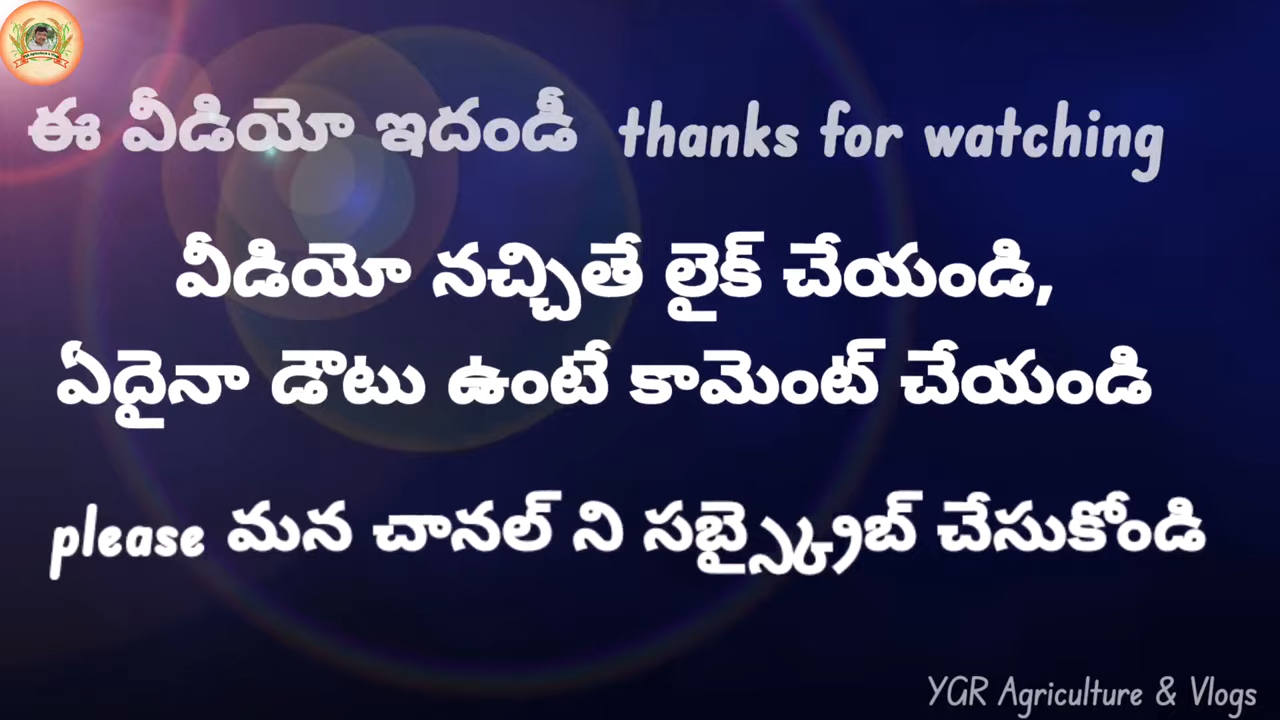 ఈ వీడియో ఇదండీ thanks for watching
వీడియో నచ్చితే లైక్ చేయండి,
ఏదైనా డౌటు ఉంటే కామెంట్ చేయండి
please మన చానల్ ని సబ్స్క్రైబ్ చేసుకోండి
YGR Agriculture & Vlogs